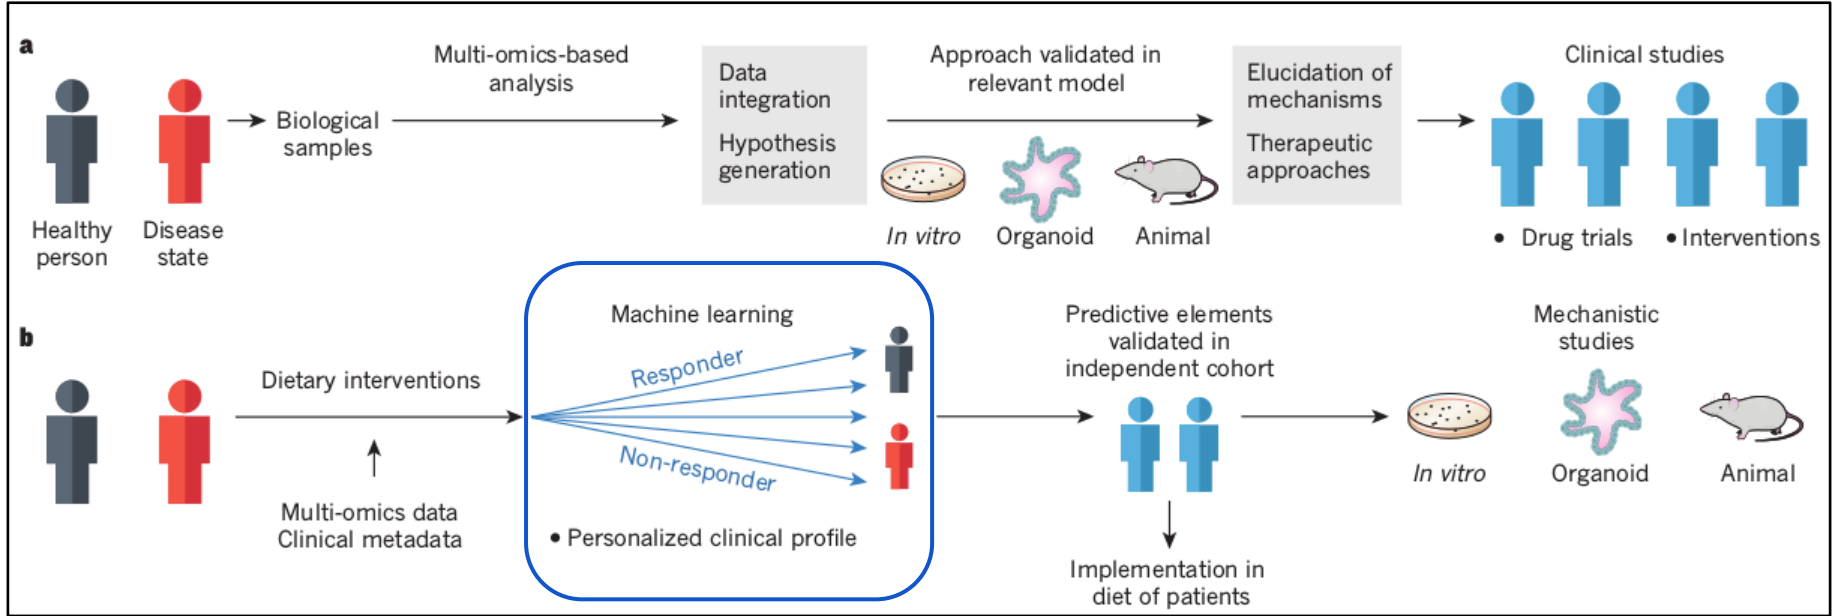 a
Multi-omics-based
analysis
Data
integration
Hypothesis
generation
Approach validated in
relevant model
Elucidation of
mechanisms
Therapeutic
approaches
Clinical studies
Biological
samples
Healthy
person
Disease
state
In vitro
Organoid
Animal
• Drug trials
• Interventions
b
Dietary interventions
Multi-omics data
Clinical metadata
Machine learning
Responder
Non-responder
• Personalized clinical profile
Predictive elements
validated in
independent cohort
Implementation in
diet of patients
Mechanistic
studies
In vitro
Organoid
Animal